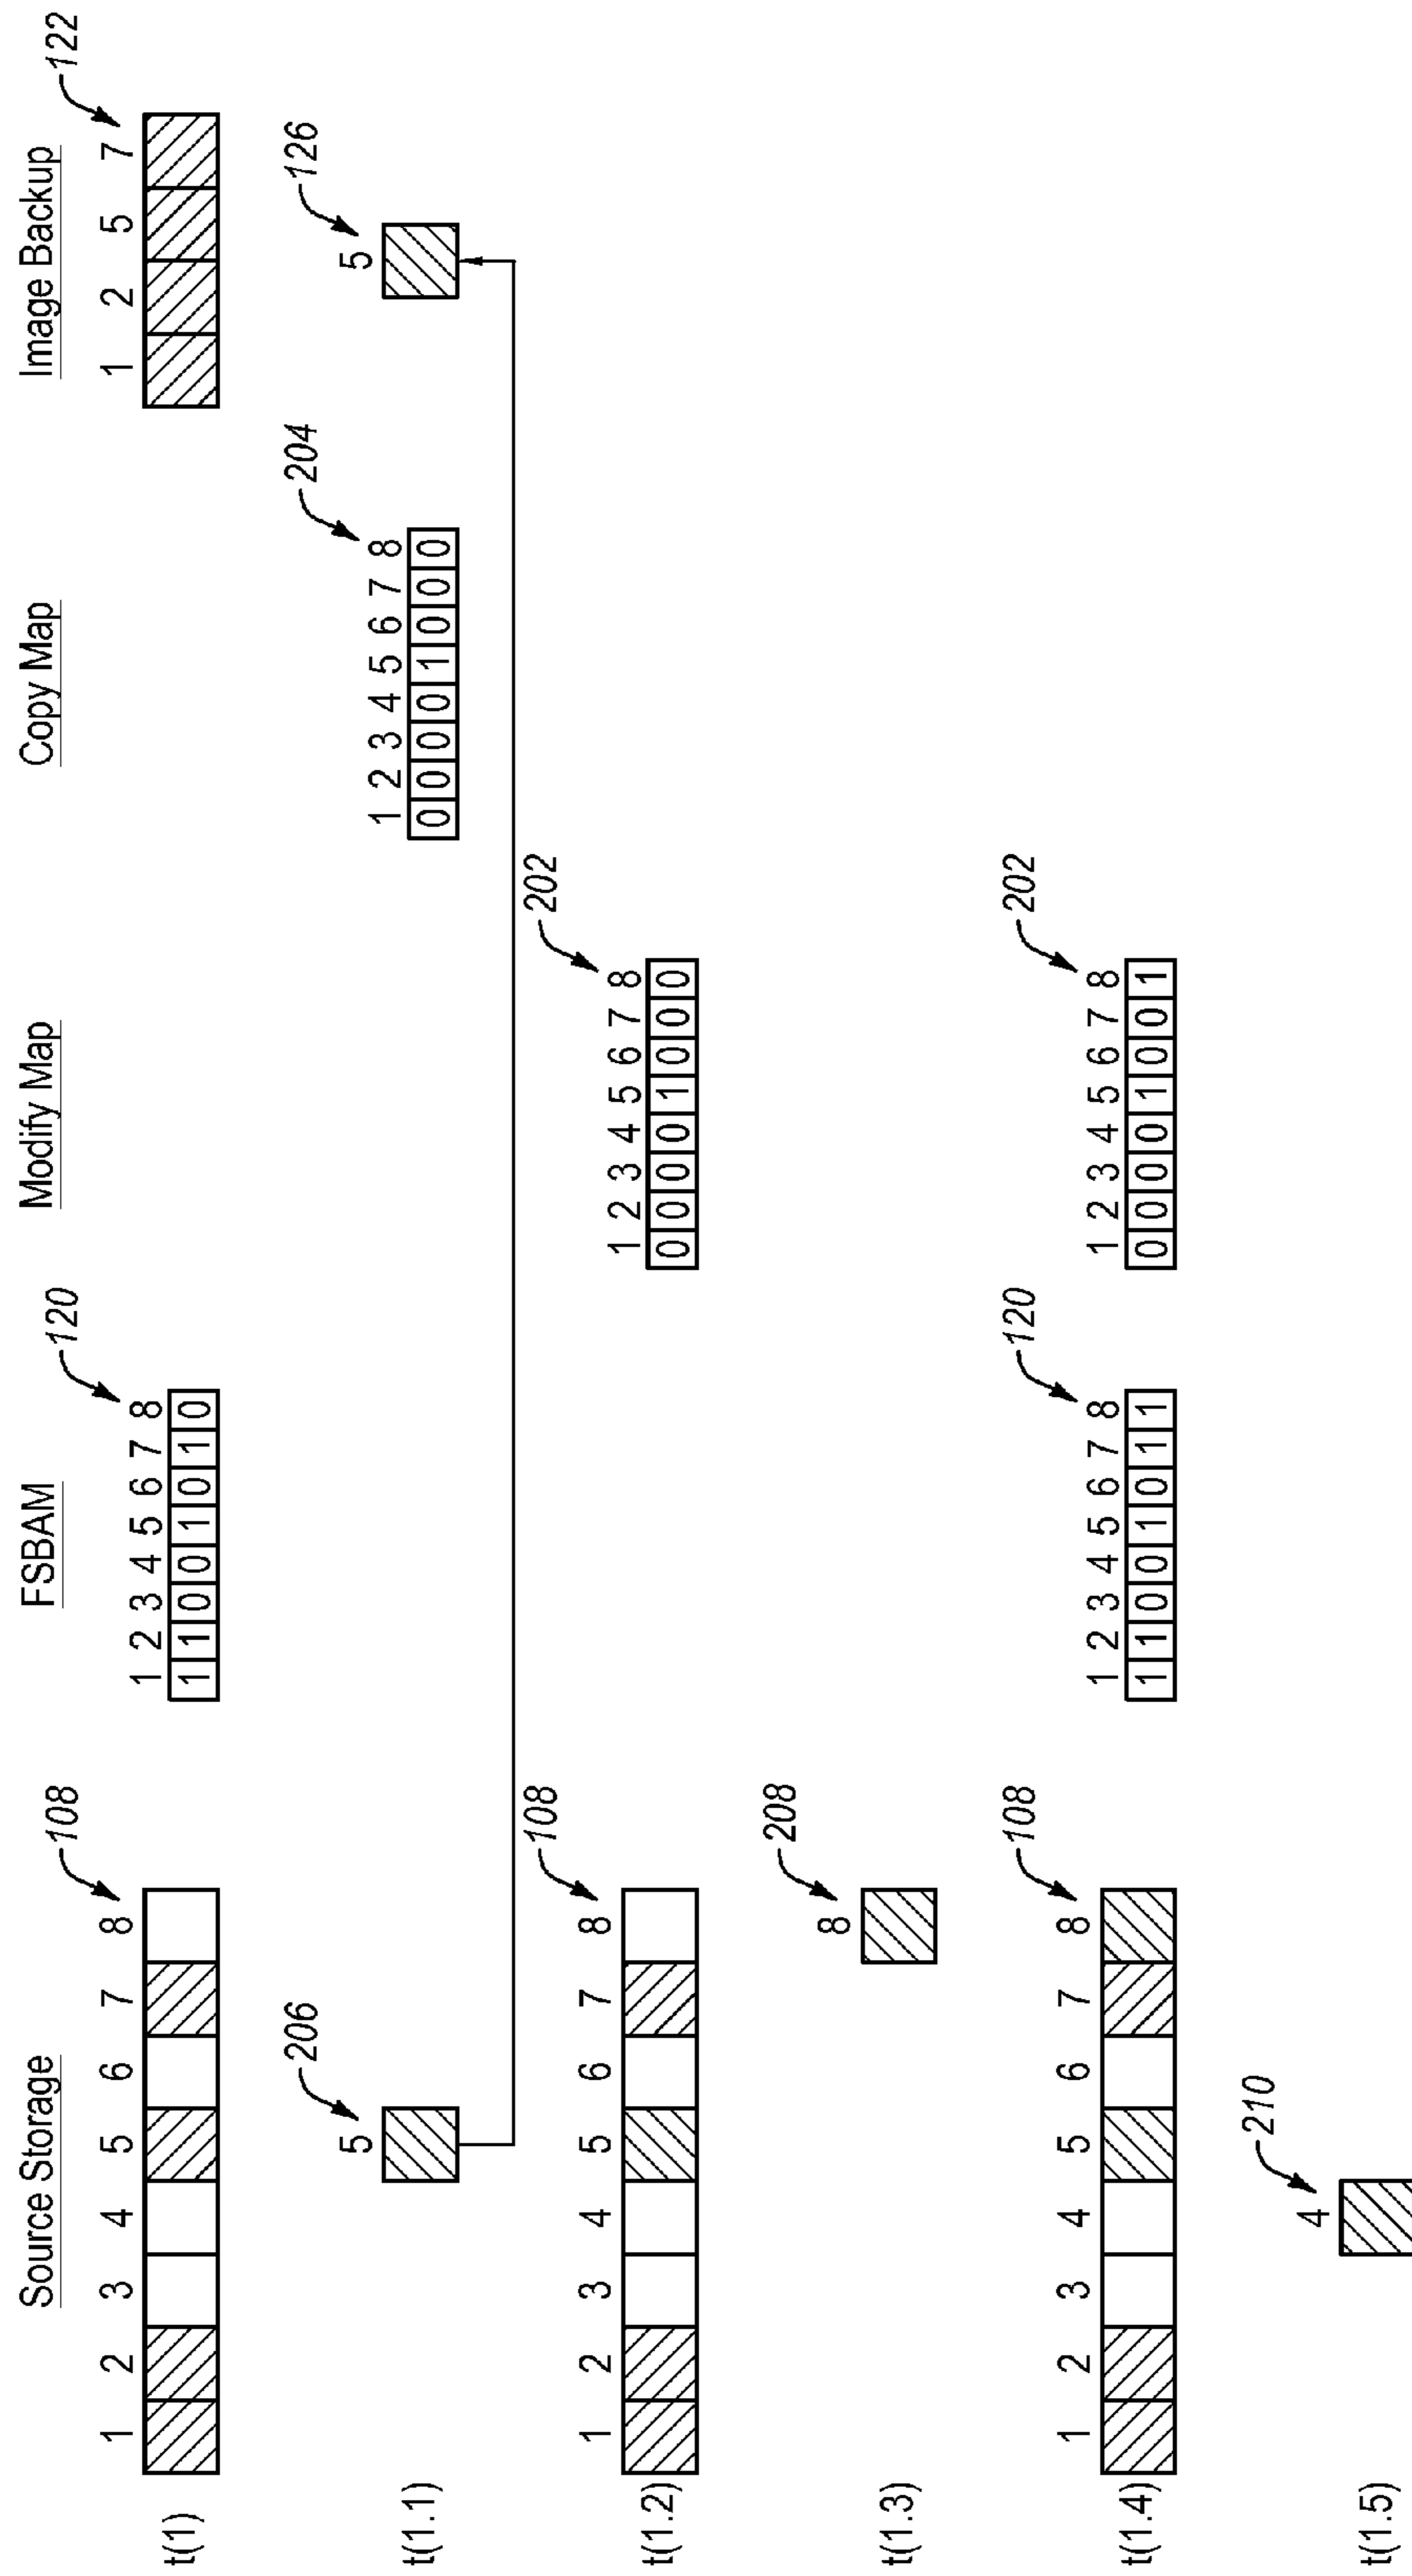 Source Storage FSBAM Modify Map Copy Map Image Backup
108 120 122
1 2 3 4 5 6 7 8 1 2 3 4 5 6 7 8 1 2 5 7
t(1) 1 1 0 0 1 0 1 0
206 204 126
5 1 2 3 4 5 6 7 8 5
t(1.1) 0 0 0 0 1 0 0 0
108 202
1 2 3 4 5 6 7 8 1 2 3 4 5 6 7 8
t(1.2) 0 0 0 0 1 0 0 0
208
8
t(1.3)
108 120 202
1 2 3 4 5 6 7 8 1 2 3 4 5 6 7 8 1 2 3 4 5 6 7 8
t(1.4) 1 1 0 0 1 0 1 1 0 0 0 0 1 0 0 1
210
4
t(1.5)